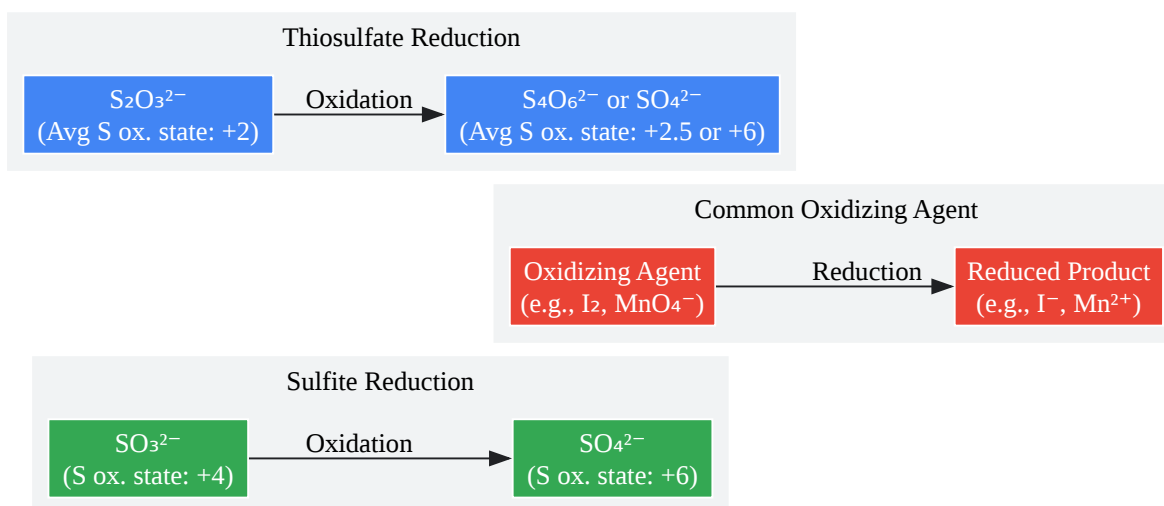 Thiosulfate Reduction
S₂O₃²⁻
(Avg S ox. state: +2)
Oxidation
S₄O₆²⁻ or SO₄²⁻
(Avg S ox. state: +2.5 or +6)
Common Oxidizing Agent
Oxidizing Agent
(e.g., I₂, MnO₄⁻)
Reduction
Reduced Product
(e.g., I⁻, Mn²⁺)
Sulfite Reduction
SO₃²⁻
(S ox. state: +4)
Oxidation
SO₄²⁻
(S ox. state: +6)